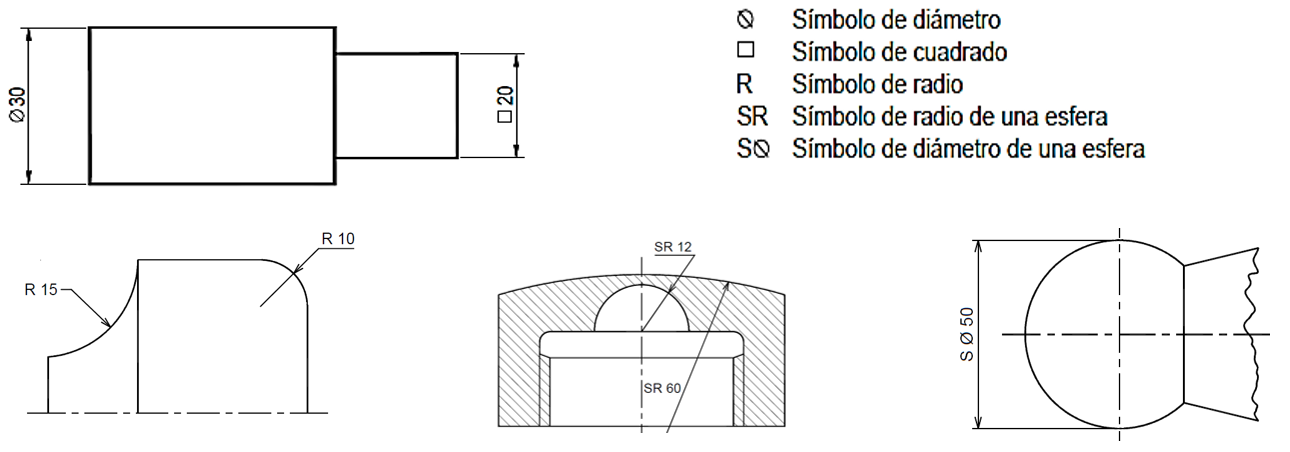 Ø30
□ 20
Ø Símbolo de diámetro
□ Símbolo de cuadrado
R Símbolo de radio
SR Símbolo de radio de una esfera
SØ Símbolo de diámetro de una esfera
R 15
R 10
SR 12
SR 60
S Ø 50